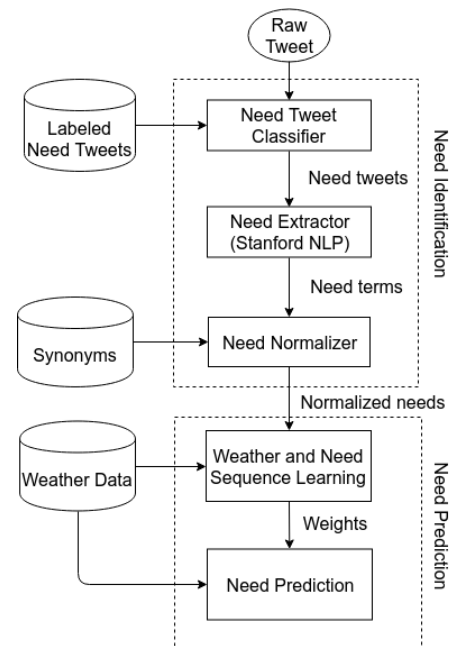 Raw
Tweet
Labeled
Need Tweets
Need Tweet
Classifier
Need tweets
Need Extractor
(Stanford NLP)
Need Identification
Need terms
Synonyms
Need Normalizer
Normalized needs
Weather Data
Weather and Need
Sequence Learning
Weights
Need Prediction
Need Prediction